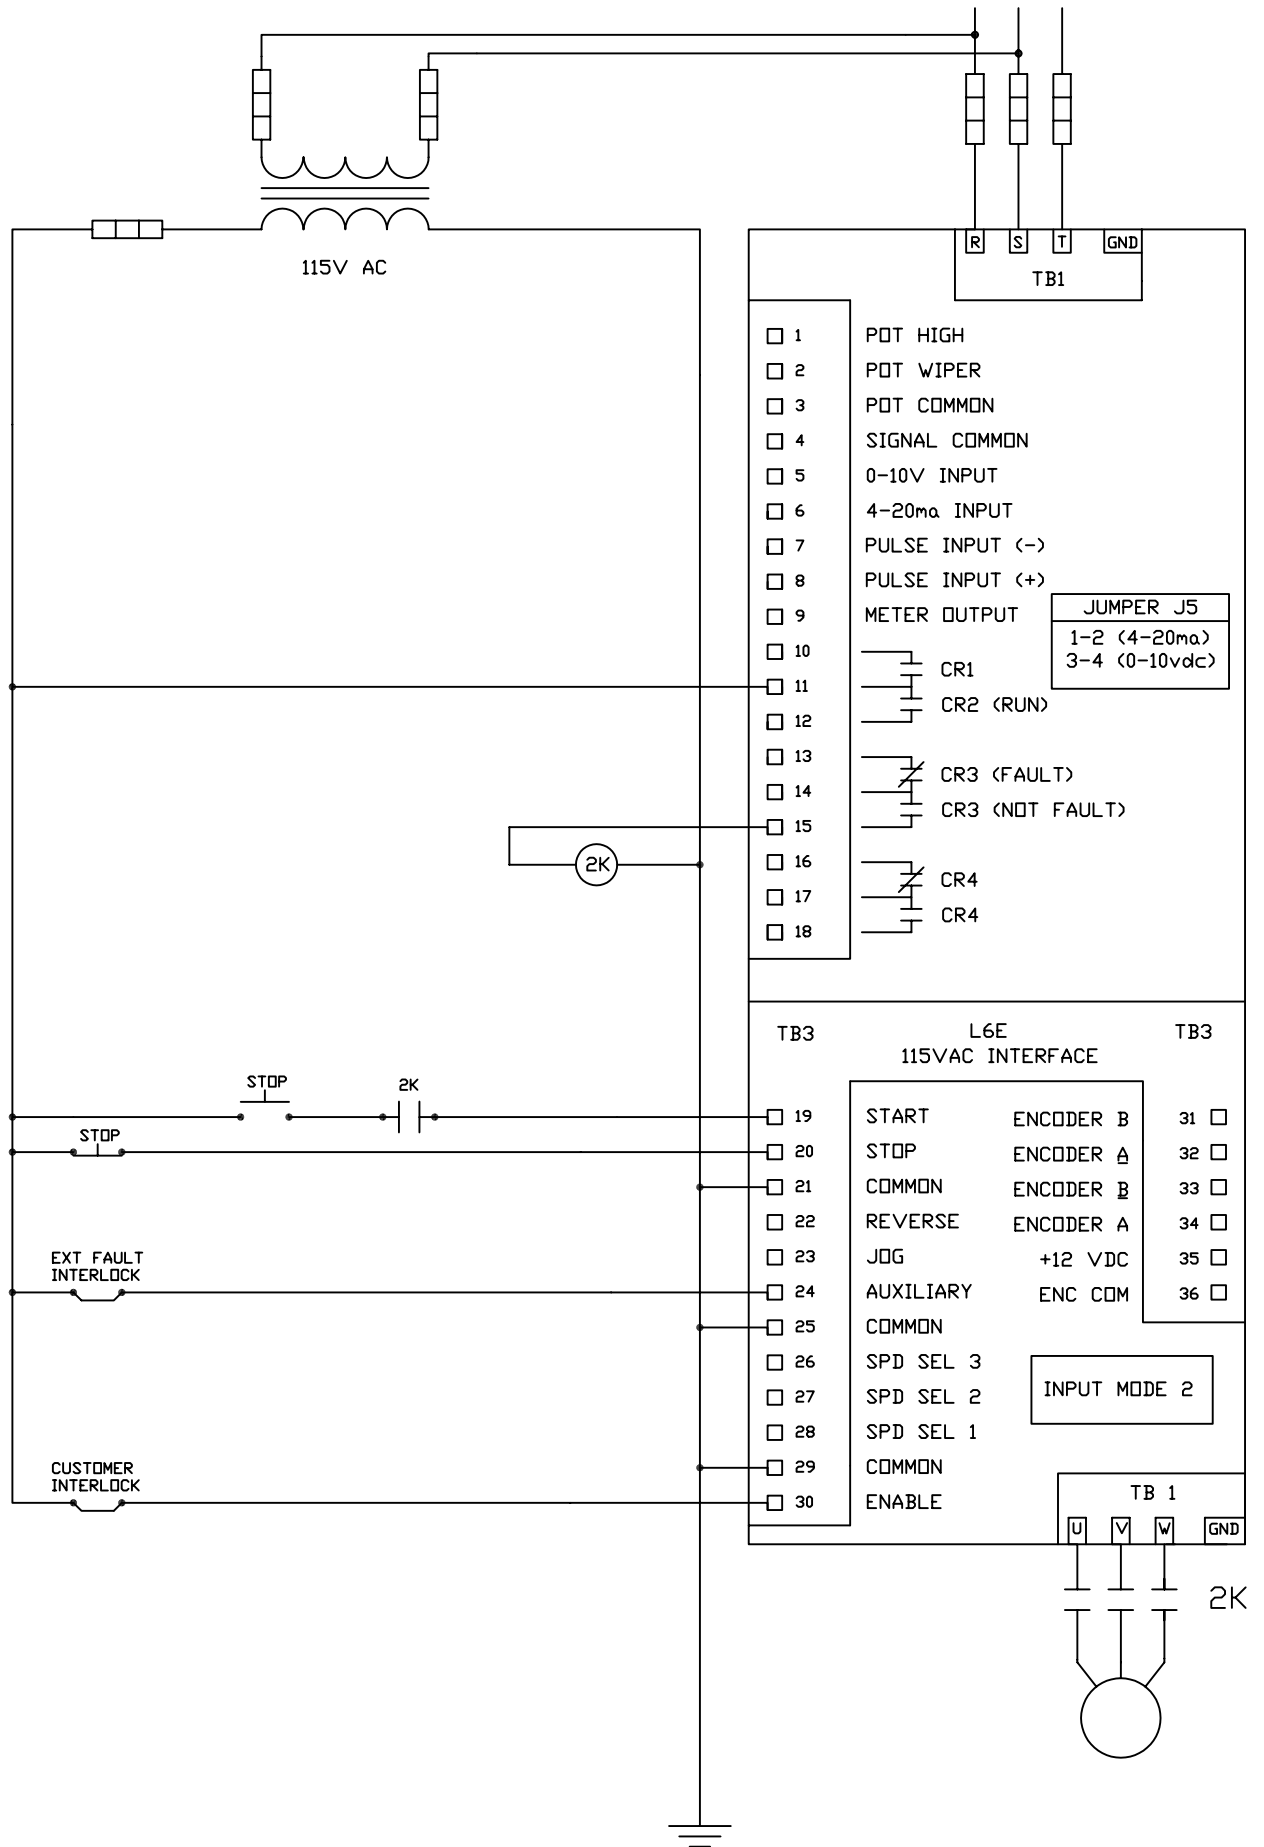 R S T GND
TB1
115V AC
1 POT HIGH
2 POT WIPER
3 POT COMMON
4 SIGNAL COMMON
5 0-10V INPUT
6 4-20ma INPUT
7 PULSE INPUT (-)
8 PULSE INPUT (+)
9 METER OUTPUT
JUMPER J5
1-2 (4-20ma)
3-4 (0-10vdc)
10
CR1
11
CR2 (RUN)
12
13
CR3 (FAULT)
14
CR3 (NOT FAULT)
15
2K
16
CR4
17
CR4
18
TB3
L6E
115VAC INTERFACE
TB3
STOP
2K
19 START
ENCODER B 31
STOP
20 STOP
ENCODER A 32
21 COMMON
ENCODER B 33
22 REVERSE
ENCODER A 34
EXT FAULT
INTERLOCK
23 JOG
+12 VDC 35
24 AUXILIARY
ENC COM 36
25 COMMON
26 SPD SEL 3
27 SPD SEL 2
INPUT MODE 2
28 SPD SEL 1
CUSTOMER
INTERLOCK
29 COMMON
30 ENABLE
TB 1
U V W GND
2K